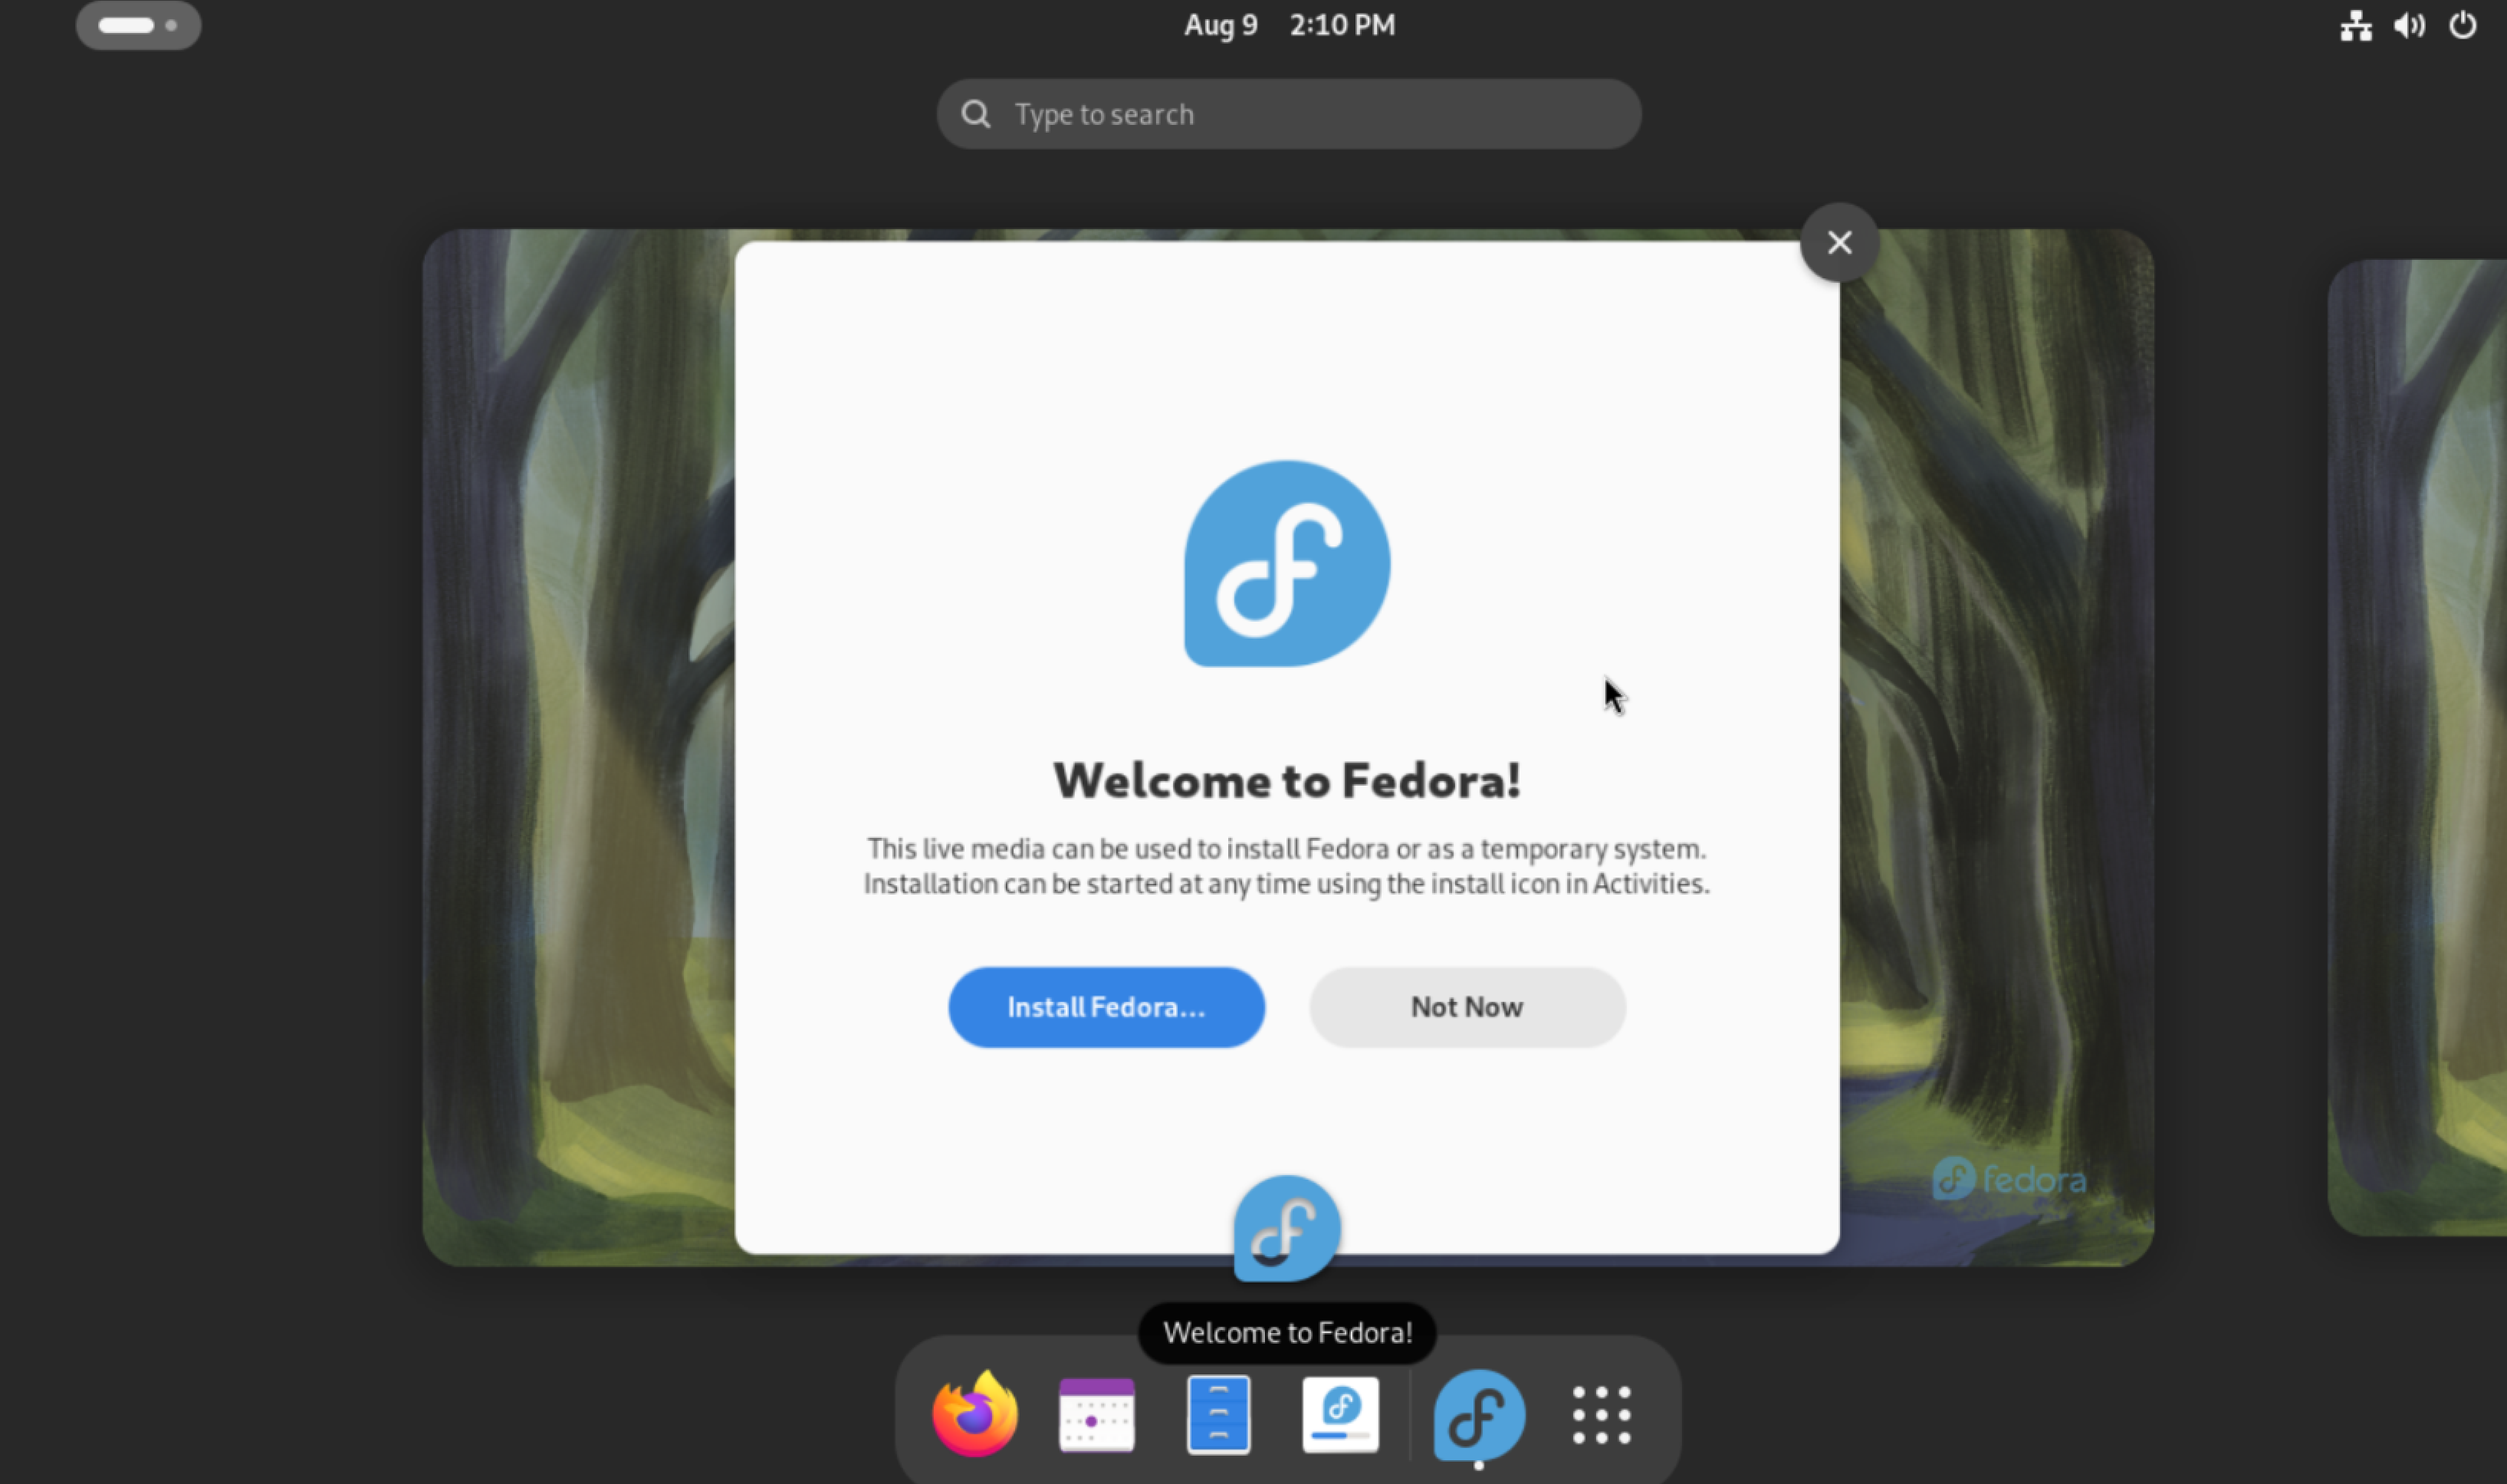 Aug 9 2:10 PM
Type to search
Welcome to Fedora!
This live media can be used to install Fedora or as a temporary system.
Installation can be started at any time using the install icon in Activities.
Install Fedora...
Not Now
fedora
Welcome to Fedora!